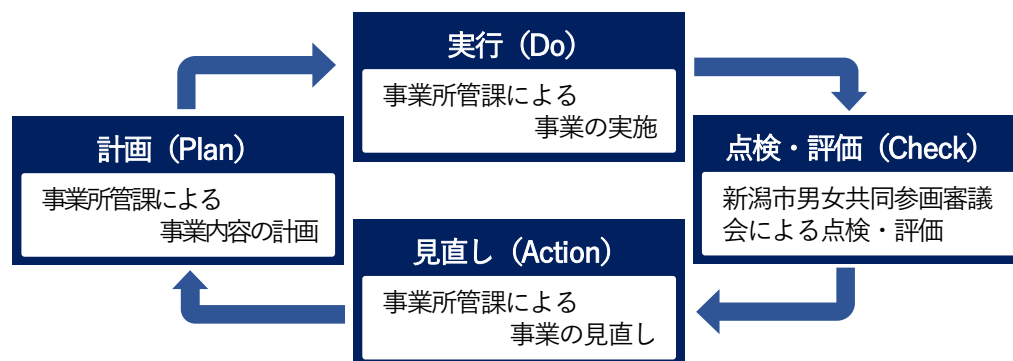 計画（Plan）
事業所管課による
事業内容の計画
実行（Do）
事業所管課による
事業の実施
点検・評価（Check）
新潟市男女共同参画審議
会による点検・評価
見直し（Action）
事業所管課による
事業の見直し